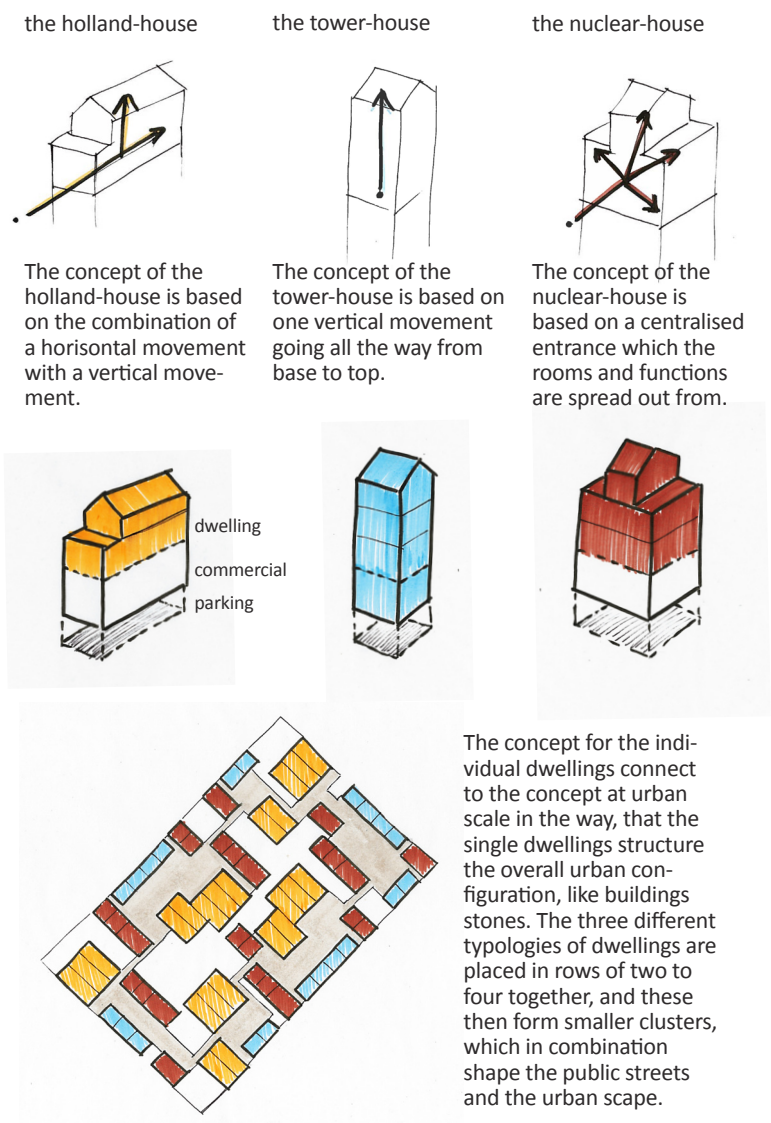 the holland-house
the tower-house
the nuclear-house
The concept of the
holland-house is based
on the combination of
a horisontal movement
with a vertical move-
ment.
The concept of the
tower-house is based on
one vertical movement
going all the way from
base to top.
The concept of the
nuclear-house is
based on a centralised
entrance which the
rooms and functions
are spread out from.
dwelling
commercial
parking
The concept for the indi-
vidual dwellings connect
to the concept at urban
scale in the way, that the
single dwellings structure
the overall urban con-
figuration, like buildings
stones. The three different
typologies of dwellings are
placed in rows of two to
four together, and these
then form smaller clusters,
which in combination
shape the public streets
and the urban scape.